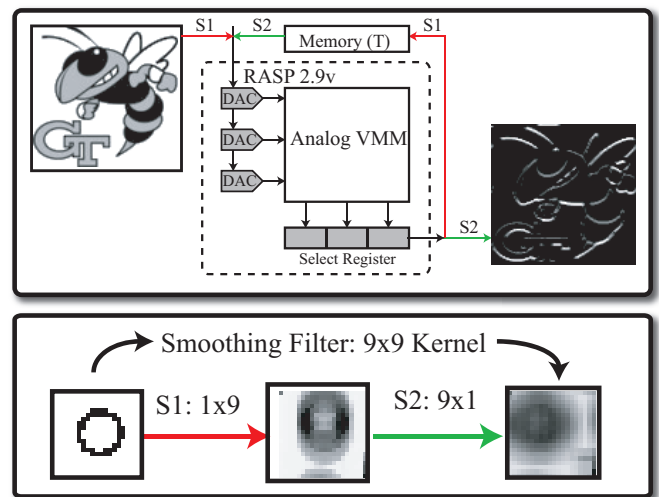 S1
S2
Memory (T)
S1
RASP 2.9v
DAC
DAC
DAC
Analog VMM
Select Register
S2
GT
Smoothing Filter: 9x9 Kernel
S1: 1x9
S2: 9x1